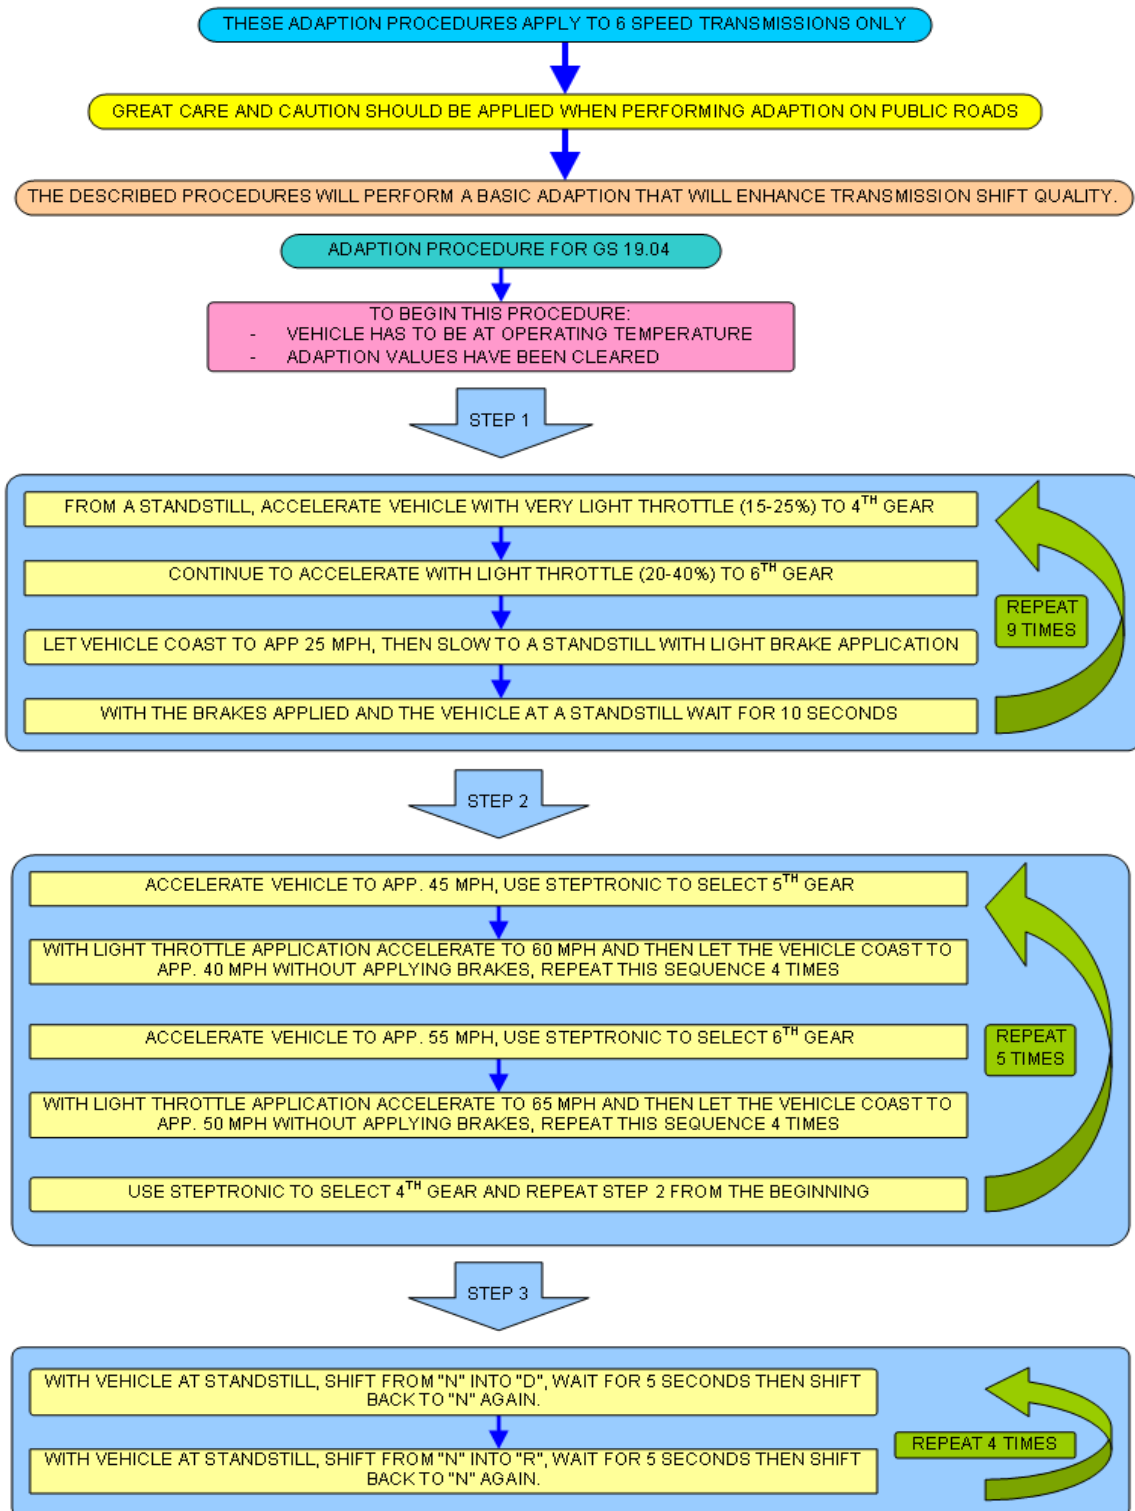 THESE ADAPTION PROCEDURES APPLY TO 6 SPEED TRANSMISSIONS ONLY
GREAT CARE AND CAUTION SHOULD BE APPLIED WHEN PERFORMING ADAPTION ON PUBLIC ROADS
THE DESCRIBED PROCEDURES WILL PERFORM A BASIC ADAPTION THAT WILL ENHANCE TRANSMISSION SHIFT QUALITY.
ADAPTION PROCEDURE FOR GS 19.04
TO BEGIN THIS PROCEDURE:
- VEHICLE HAS TO BE AT OPERATING TEMPERATURE
- ADAPTION VALUES HAVE BEEN CLEARED
STEP 1
FROM A STANDSTILL, ACCELERATE VEHICLE WITH VERY LIGHT THROTTLE (15-25%) TO 4TH GEAR
CONTINUE TO ACCELERATE WITH LIGHT THROTTLE (20-40%) TO 6TH GEAR
LET VEHICLE COAST TO APP 25 MPH, THEN SLOW TO A STANDSTILL WITH LIGHT BRAKE APPLICATION
WITH THE BRAKES APPLIED AND THE VEHICLE AT A STANDSTILL WAIT FOR 10 SECONDS
REPEAT
9 TIMES
STEP 2
ACCELERATE VEHICLE TO APP. 45 MPH, USE STEPTRONIC TO SELECT 5TH GEAR
WITH LIGHT THROTTLE APPLICATION ACCELERATE TO 60 MPH AND THEN LET THE VEHICLE COAST TO
APP. 40 MPH WITHOUT APPLYING BRAKES, REPEAT THIS SEQUENCE 4 TIMES
ACCELERATE VEHICLE TO APP. 55 MPH, USE STEPTRONIC TO SELECT 6TH GEAR
WITH LIGHT THROTTLE APPLICATION ACCELERATE TO 65 MPH AND THEN LET THE VEHICLE COAST TO
APP. 50 MPH WITHOUT APPLYING BRAKES, REPEAT THIS SEQUENCE 4 TIMES
USE STEPTRONIC TO SELECT 4TH GEAR AND REPEAT STEP 2 FROM THE BEGINNING
REPEAT
5 TIMES
STEP 3
WITH VEHICLE AT STANDSTILL, SHIFT FROM "N" INTO "D", WAIT FOR 5 SECONDS THEN SHIFT
BACK TO "N" AGAIN.
WITH VEHICLE AT STANDSTILL, SHIFT FROM "N" INTO "R", WAIT FOR 5 SECONDS THEN SHIFT
BACK TO "N" AGAIN.
REPEAT 4 TIMES